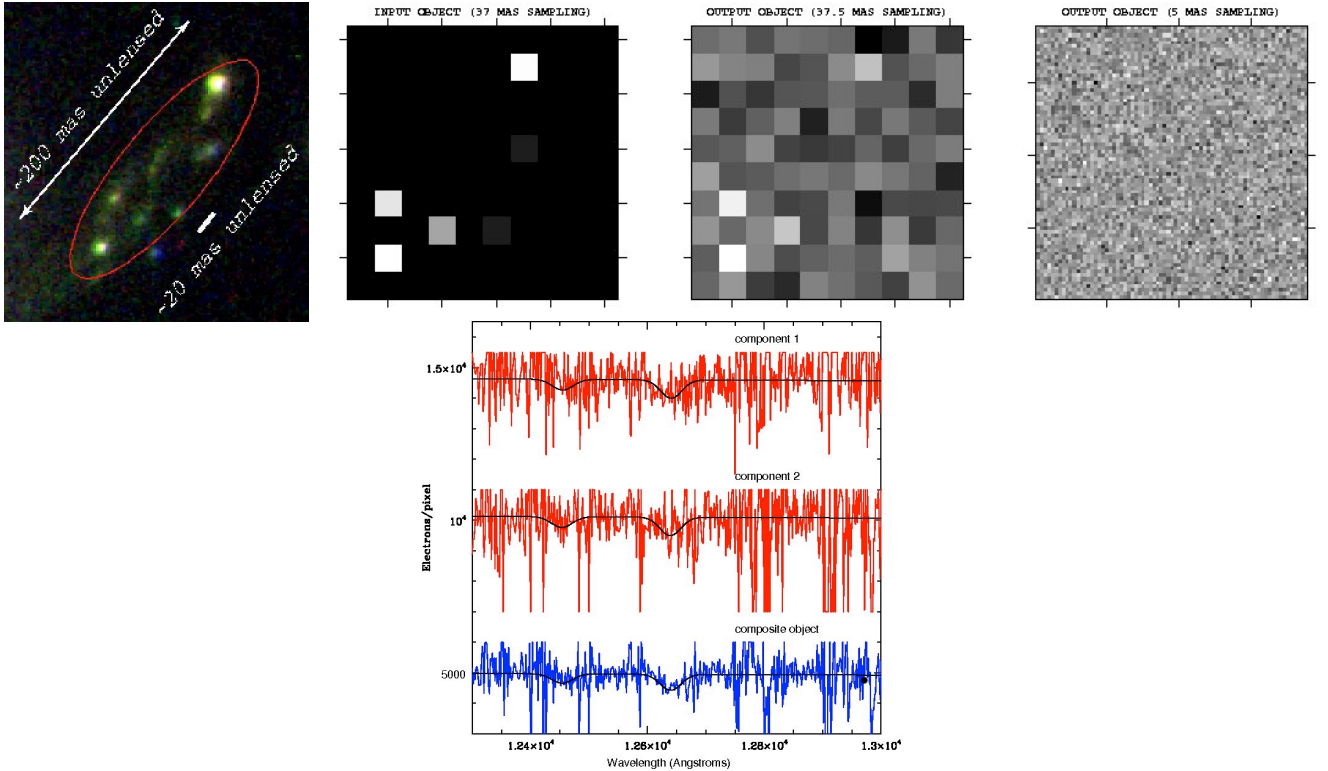 ~200 mas unlensed
~20 mas unlensed
INPUT OBJECT (37 MAS SAMPLING)
OUTPUT OBJECT (37.5 MAS SAMPLING)
OUTPUT OBJECT (5 MAS SAMPLING)
component 1
1.5×10⁴
component 2
10⁴
Electrons/pixel
composite object
5000
1.24×10⁴ 1.26×10⁴ 1.28×10⁴ 1.3×10⁴
Wavelength (Angstroms)